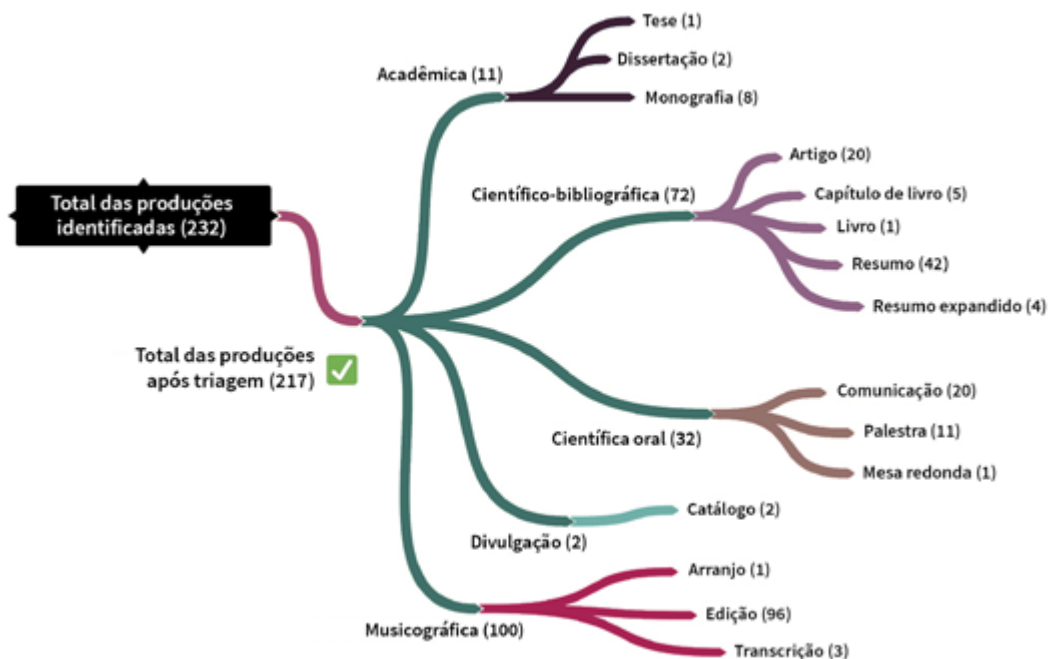 Total das produções
identificadas (232)
Total das produções
após triagem (217)
Acadêmica (11)
Tese (1)
Dissertação (2)
Monografia (8)
Científico-bibliográfica (72)
Artigo (20)
Capítulo de livro (5)
Livro (1)
Resumo (42)
Resumo expandido (4)
Científica oral (32)
Comunicação (20)
Palestra (11)
Mesa redonda (1)
Divulgação (2)
Catálogo (2)
Musicográfica (100)
Arranjo (1)
Edição (96)
Transcrição (3)